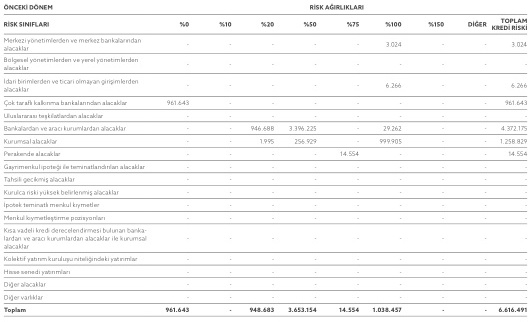 ÖNCEKİ DÖNEM RİSK AĞIRLIKLARI
RİSK SINIFLARI %0 %10 %20 %50 %75 %100 %150 DİĞER TOPLAM
KREDİ RİSKİ
Merkezi yönetimlerden ve merkez bankalarından
alacaklar - - - - - 3.024 - - 3.024
Bölgesel yönetimlerden ve yerel yönetimlerden
alacaklar - - - - - - - - -
İdari birimlerden ve ticari olmayan girişimlerden
alacaklar - - - - - 6.266 - - 6.266
Çok taraflı kalkınma bankalarından alacaklar 961.643 - - - - - - - 961.643
Uluslararası teşkilatlardan alacaklar - - - - - - - - -
Bankalardan ve aracı kurumlardan alacaklar - - 946.688 3.396.225 - 29.262 - - 4.372.175
Kurumsal alacaklar - - 1.995 256.929 - 999.905 - - 1.258.829
Perakende alacaklar - - - - 14.554 - - - 14.554
Gayrimenkul ipoteği ile teminatlandırılan alacaklar - - - - - - - - -
Tahsili gecikmiş alacaklar - - - - - - - - -
Kurulca riski yüksek belirlenmiş alacaklar - - - - - - - - -
İpotek teminatlı menkul kıymetler - - - - - - - - -
Menkul kıymetleştirme pozisyonları - - - - - - - - -
Kısa vadeli kredi derecelendirmesi bulunan banka-
lardan ve aracı kurumlardan alacaklar ile kurumsal
alacaklar - - - - - - - - -
Kolektif yatırım kuruluşu niteliğindeki yatırımlar - - - - - - - - -
Hisse senedi yatırımları - - - - - - - - -
Diğer alacaklar - - - - - - - - -
Diğer varlıklar - - - - - - - - -
Toplam 961.643 - 948.683 3.653.154 14.554 1.038.457 - - 6.616.491